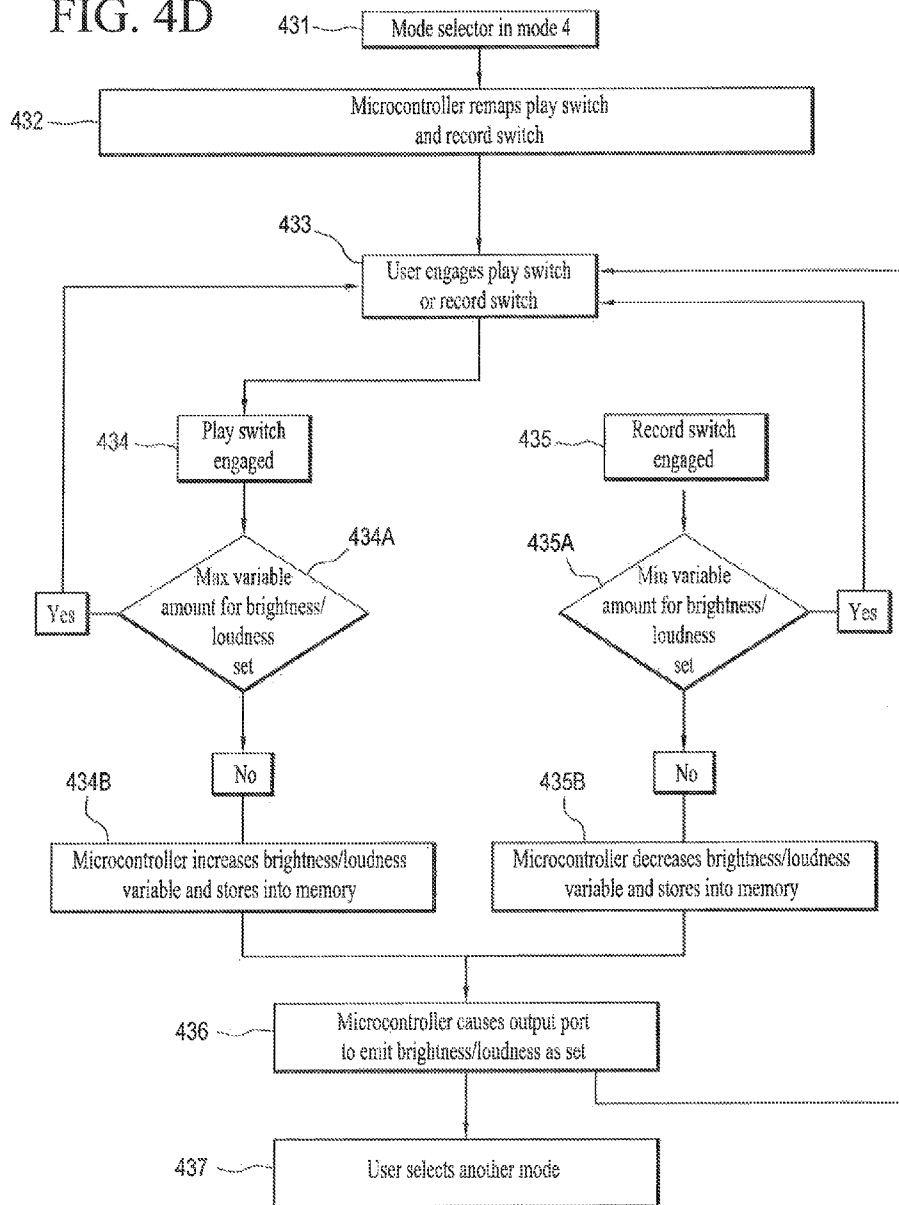 FIG. 4D
431
Mode selector in mode 4
432
Microcontroller remaps play switch
and record switch
433
User engages play switch
or record switch
434
Play switch
engaged
435
Record switch
engaged
434A
Max variable
amount for brightness/
loudness
set
Yes
435A
Min variable
amount for brightness/
loudness
set
Yes
No
No
434B
Microcontroller increases brightness/loudness
variable and stores into memory
435B
Microcontroller decreases brightness/loudness
variable and stores into memory
436
Microcontroller causes output port
to emit brightness/loudness as set
437
User selects another mode